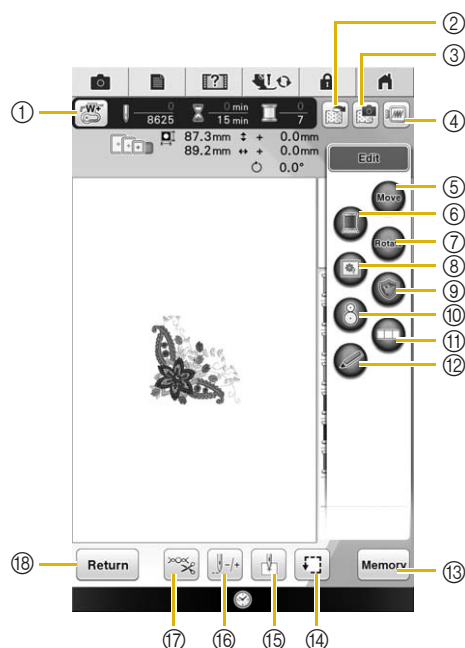 ②
③
①
W+
0
8625
0 min
15 min
0
7
④
87.3mm ↕ + 0.0mm
89.2mm ↔ + 0.0mm
0.0°
Edit
⑤
Move
⑥
⑦
Rotate
⑧
⑨
⑩
⑪
⑫
⑱
Return
-/+
Memory
⑬
⑰
⑯
⑮
⑭